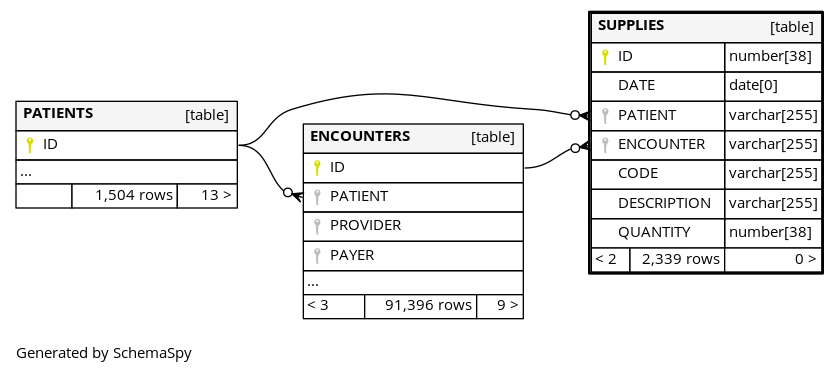 PATIENTS [table]
ID
...
1,504 rows 13 >
ENCOUNTERS [table]
ID
PATIENT
PROVIDER
PAYER
...
< 3 91,396 rows 9 >
SUPPLIES [table]
ID number[38]
DATE date[0]
PATIENT varchar[255]
ENCOUNTER varchar[255]
CODE varchar[255]
DESCRIPTION varchar[255]
QUANTITY number[38]
< 2 2,339 rows 0 >
Generated by SchemaSpy